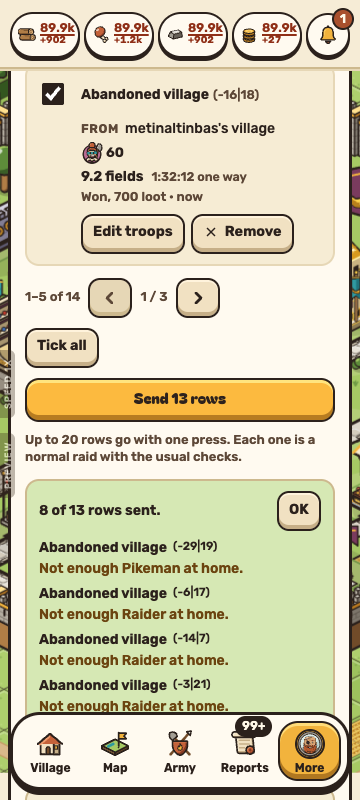 89.9k 89.9k 89.9k 89.9k 1
+902 +1.2k +902 +27
Abandoned village (-16|18)
FROM metinaltinbas's village
60
9.2 fields 1:32:12 one way
Won, 700 loot · now
Edit troops × Remove
1–5 of 14 1 / 3
Tick all
Send 13 rows
Up to 20 rows go with one press. Each one is a
normal raid with the usual checks.
8 of 13 rows sent. OK
Abandoned village (-29|19)
Not enough Pikeman at home.
Abandoned village (-6|17)
Not enough Raider at home.
Abandoned village (-14|7)
Not enough Raider at home.
Abandoned village (-3|21)
Not enough Raider at home.
99+
Village Map Army Reports More
PREVIEW